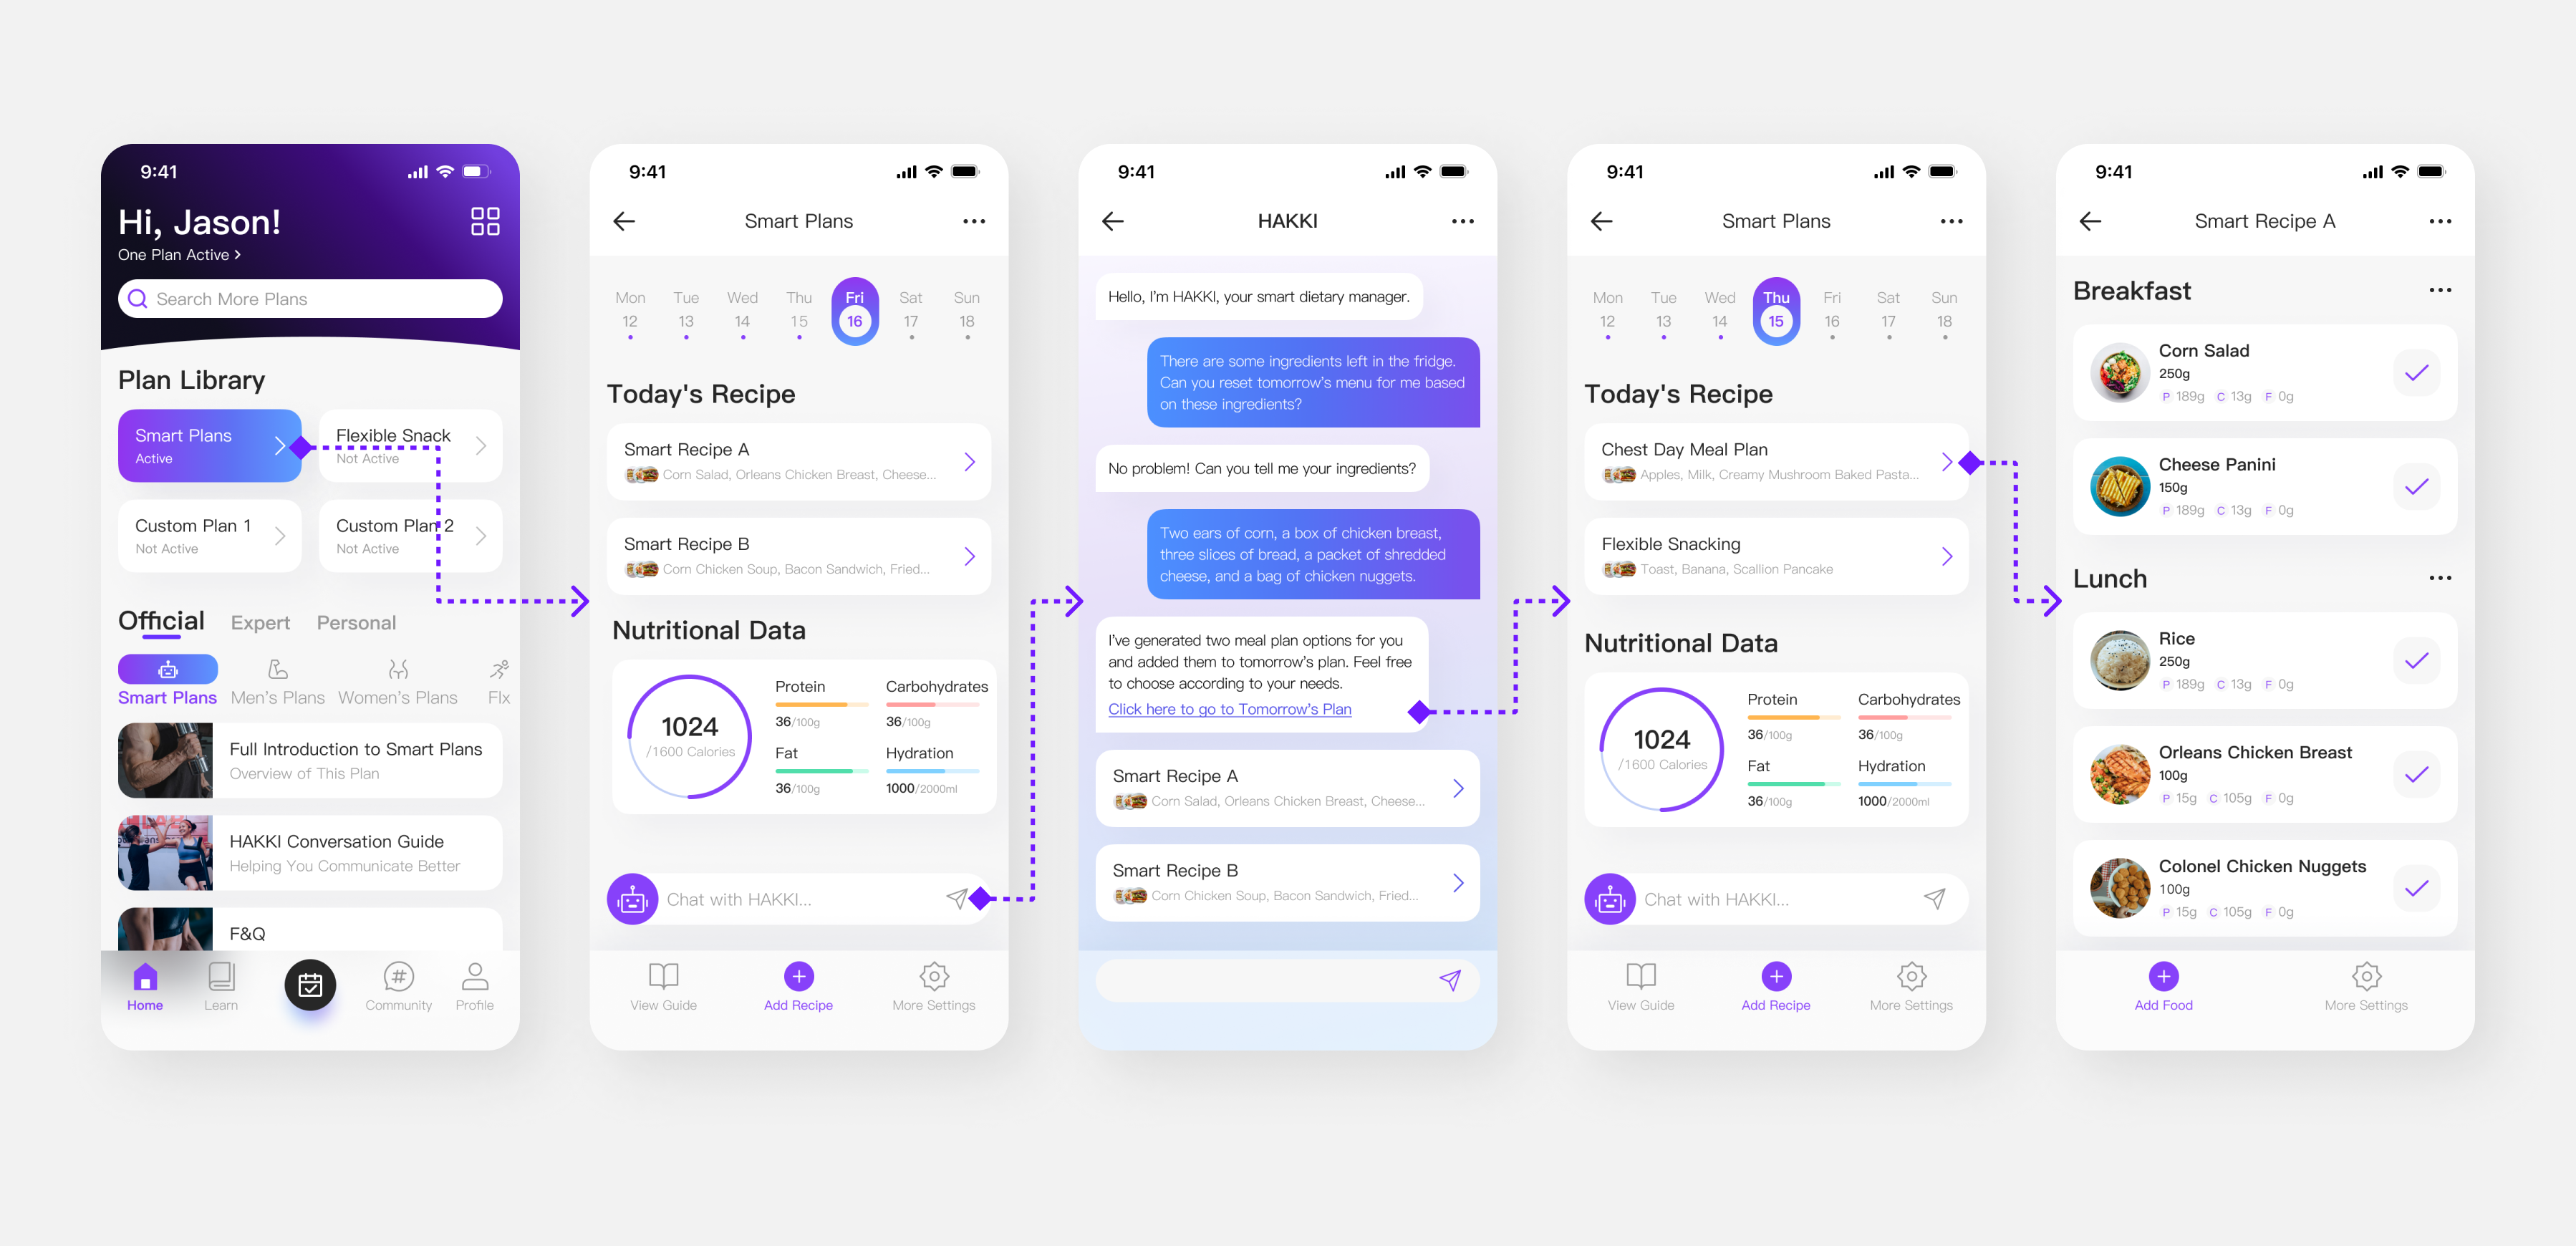 9:41
Hi, Jason!
One Plan Active >
Search More Plans
Plan Library
Smart Plans
Active
Flexible Snack
Not Active
Custom Plan 1
Not Active
Custom Plan 2
Not Active
Official Expert Personal
Smart Plans Men's Plans Women's Plans Flx
Full Introduction to Smart Plans
Overview of This Plan
HAKKI Conversation Guide
Helping You Communicate Better
F&Q
Home Learn Community Profile
9:41
Smart Plans
Mon Tue Wed Thu Fri Sat Sun
12 13 14 15 16 17 18
Today's Recipe
Smart Recipe A
Corn Salad, Orleans Chicken Breast, Cheese...
Smart Recipe B
Corn Chicken Soup, Bacon Sandwich, Fried...
Nutritional Data
1024
/1600 Calories
Protein
36/100g
Carbohydrates
36/100g
Fat
36/100g
Hydration
1000/2000ml
Chat with HAKKI...
View Guide Add Recipe More Settings
9:41
HAKKI
Hello, I'm HAKKI, your smart dietary manager.
There are some ingredients left in the fridge.
Can you reset tomorrow's menu for me based
on these ingredients?
No problem! Can you tell me your ingredients?
Two ears of corn, a box of chicken breast,
three slices of bread, a packet of shredded
cheese, and a bag of chicken nuggets.
I've generated two meal plan options for you
and added them to tomorrow's plan. Feel free
to choose according to your needs.
Click here to go to Tomorrow's Plan
Smart Recipe A
Corn Salad, Orleans Chicken Breast, Cheese...
Smart Recipe B
Corn Chicken Soup, Bacon Sandwich, Fried...
9:41
Smart Plans
Mon Tue Wed Thu Fri Sat Sun
12 13 14 15 16 17 18
Today's Recipe
Chest Day Meal Plan
Apples, Milk, Creamy Mushroom Baked Pasta...
Flexible Snacking
Toast, Banana, Scallion Pancake
Nutritional Data
1024
/1600 Calories
Protein
36/100g
Carbohydrates
36/100g
Fat
36/100g
Hydration
1000/2000ml
Chat with HAKKI...
View Guide Add Recipe More Settings
9:41
Smart Recipe A
Breakfast
Corn Salad
250g
P 189g C 13g F 0g
Cheese Panini
150g
P 189g C 13g F 0g
Lunch
Rice
250g
P 189g C 13g F 0g
Orleans Chicken Breast
100g
P 15g C 105g F 0g
Colonel Chicken Nuggets
100g
P 15g C 105g F 0g
Add Food More Settings